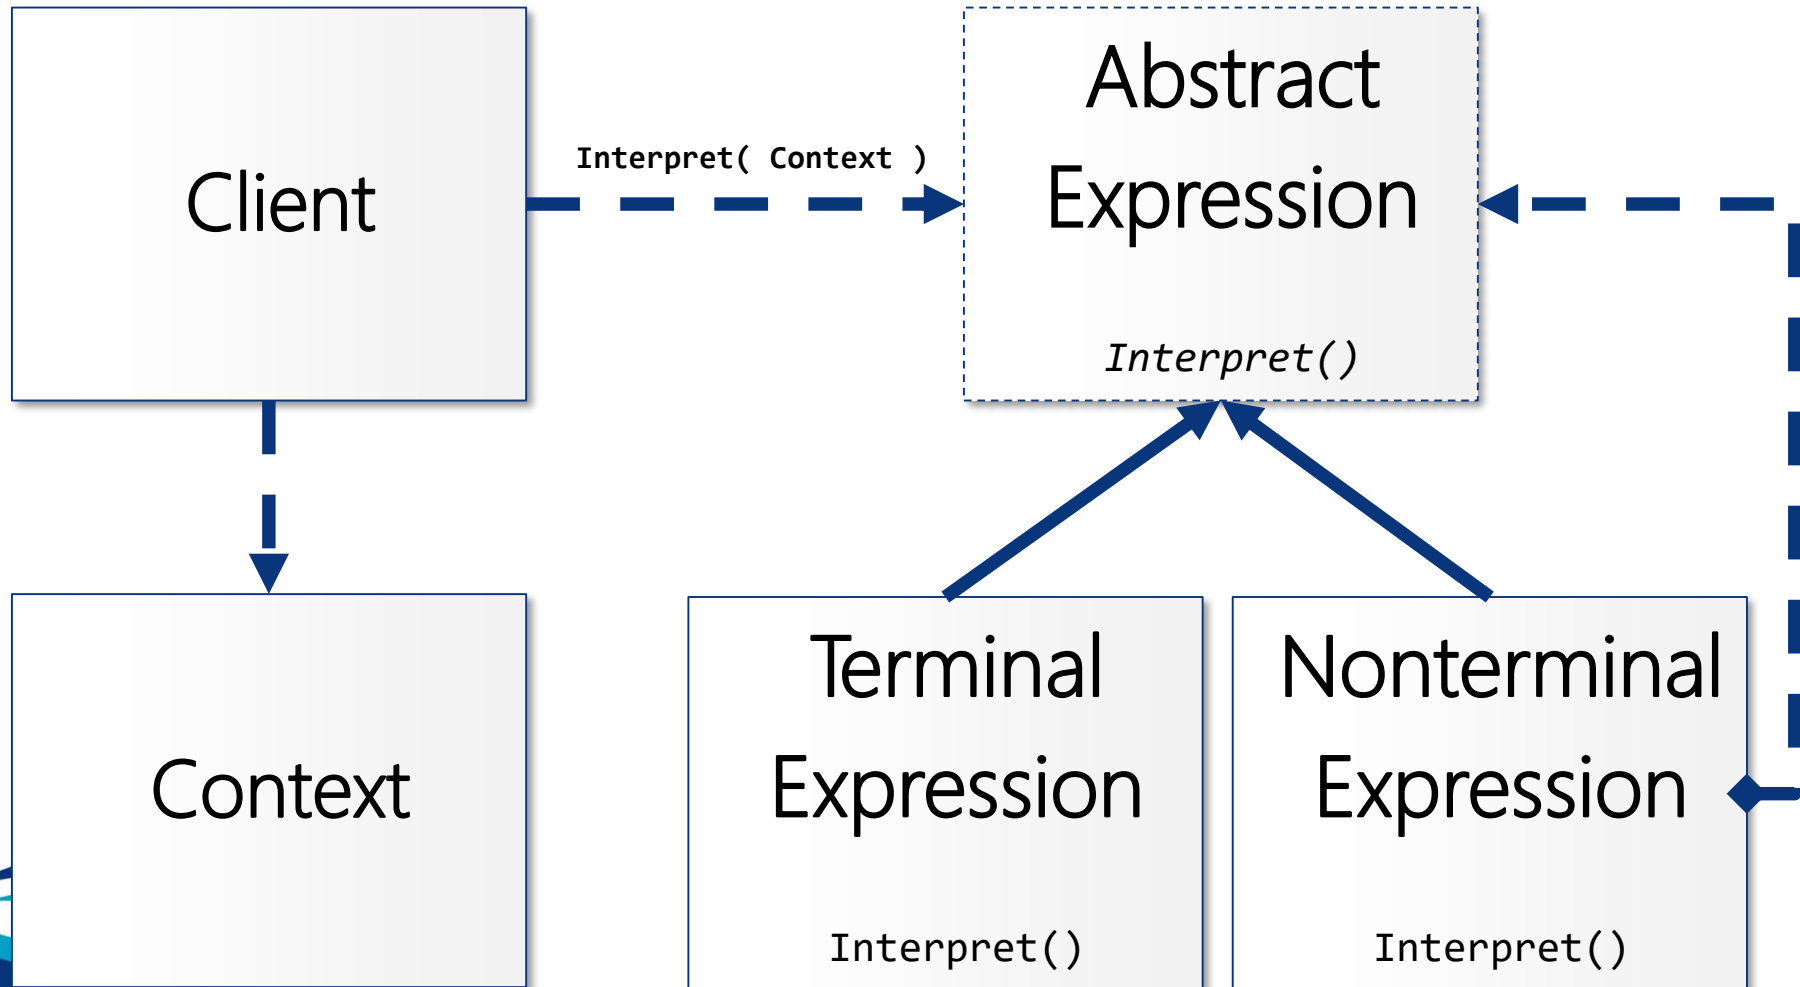 Client
Interpret( Context )
Abstract
Expression
Interpret()
Context
Terminal
Expression
Interpret()
Nonterminal
Expression
Interpret()